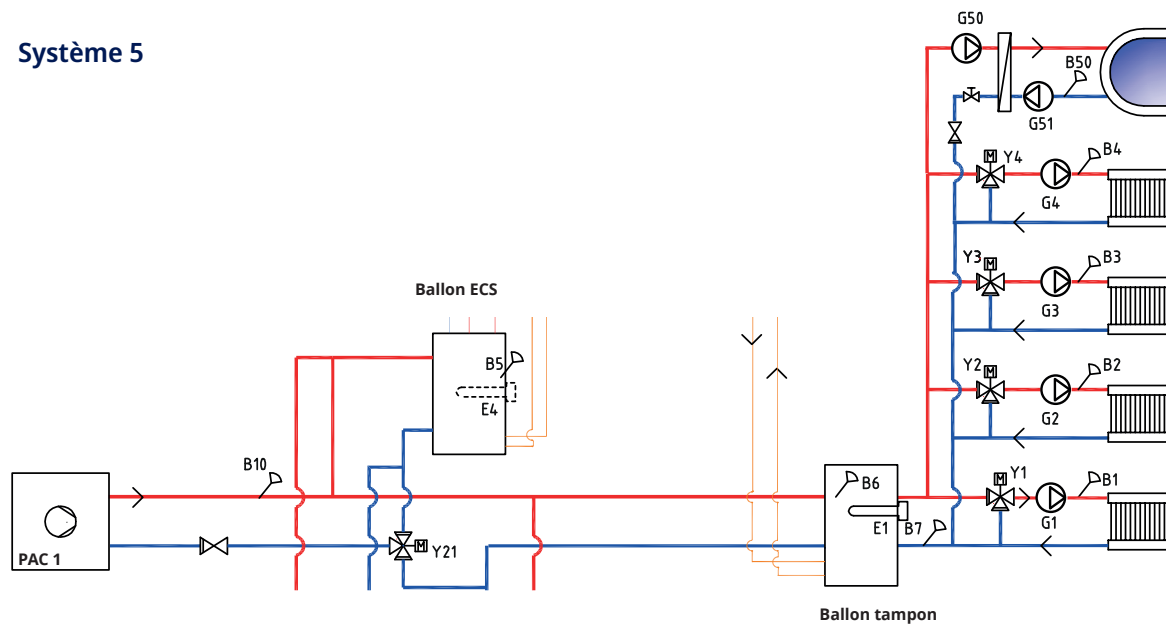 Système 5
G50
B50
G51
Y4
B4
G4
Y3
B3
G3
Ballon ECS
B5
E4
Y2
B2
G2
B10
B6
Y1
B1
E1
B7
G1
PAC 1
Y21
M
M
M
M
M
Ballon tampon